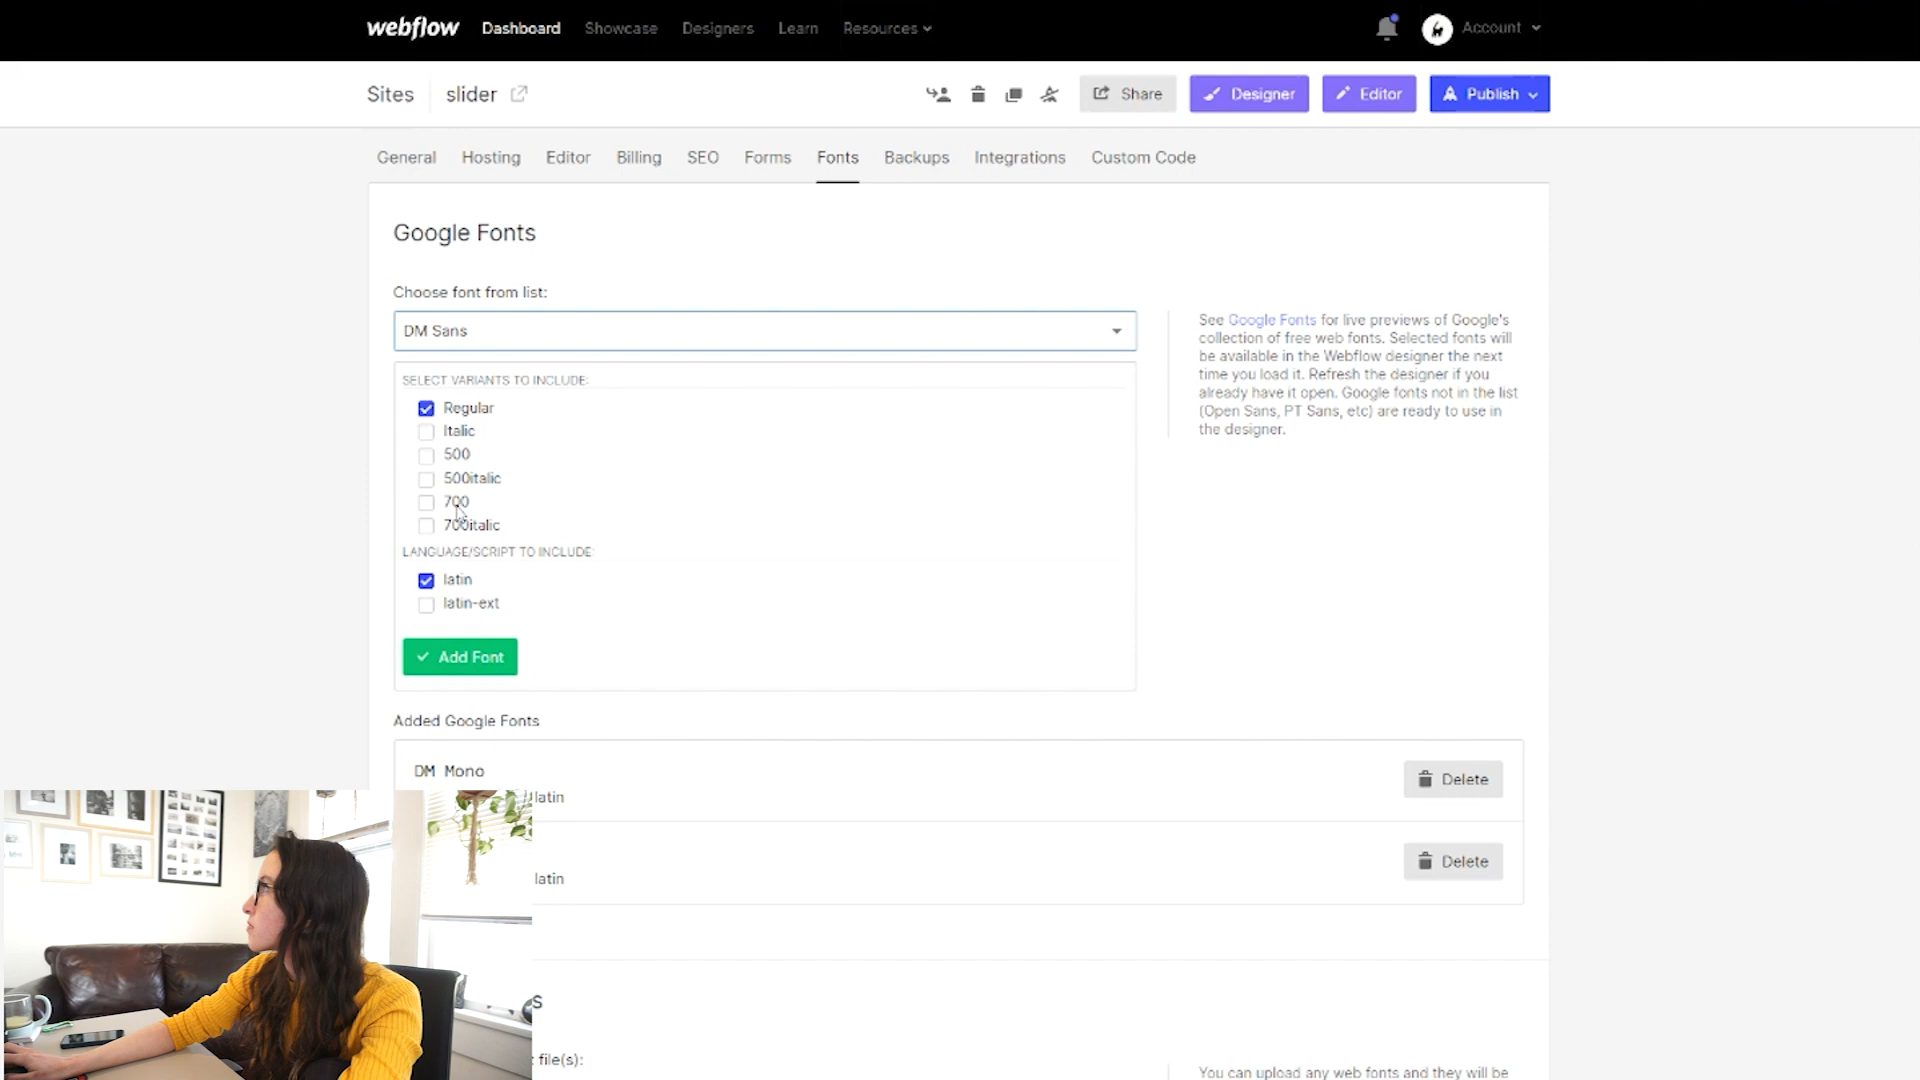 webflow Dashboard Showcase Designers Learn Resources Account
Sites slider Share Designer Editor Publish
General Hosting Editor Billing SEO Forms Fonts Backups Integrations Custom Code
Google Fonts
Choose font from list:
DM Sans
SELECT VARIANTS TO INCLUDE:
Regular
Italic
500
500italic
700
700italic
LANGUAGE/SCRIPT TO INCLUDE:
latin
latin-ext
Add Font
See Google Fonts for live previews of Google's
collection of free web fonts. Selected fonts will
be available in the Webflow designer the next
time you load it. Refresh the designer if you
already have it open. Google fonts not in the list
(Open Sans, PT Sans, etc) are ready to use in
the designer.
Added Google Fonts
DM Mono
latin
Delete
latin
Delete
s
file(s):
You can upload any web fonts and they will be